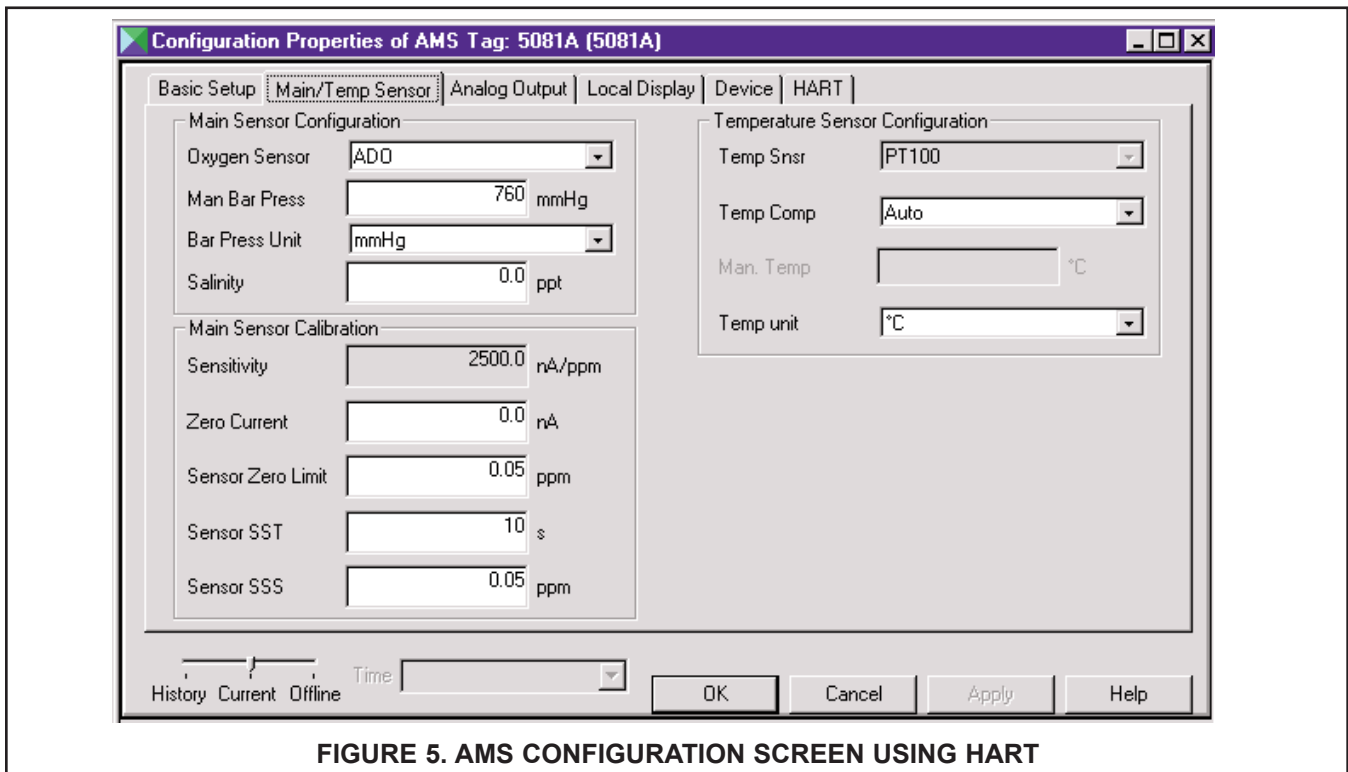 Configuration Properties of AMS Tag: 5081A (5081A)
Basic Setup Main/Temp Sensor Analog Output Local Display Device HART
Main Sensor Configuration
Oxygen Sensor ADO
Man Bar Press 760 mmHg
Bar Press Unit mmHg
Salinity 0.0 ppt
Main Sensor Calibration
Sensitivity 2500.0 nA/ppm
Zero Current 0.0 nA
Sensor Zero Limit 0.05 ppm
Sensor SST 10 s
Sensor SSS 0.05 ppm
Temperature Sensor Configuration
Temp Snsr PT100
Temp Comp Auto
Man. Temp °C
Temp unit °C
History Current Offline
Time
OK Cancel Apply Help
FIGURE 5. AMS CONFIGURATION SCREEN USING HART